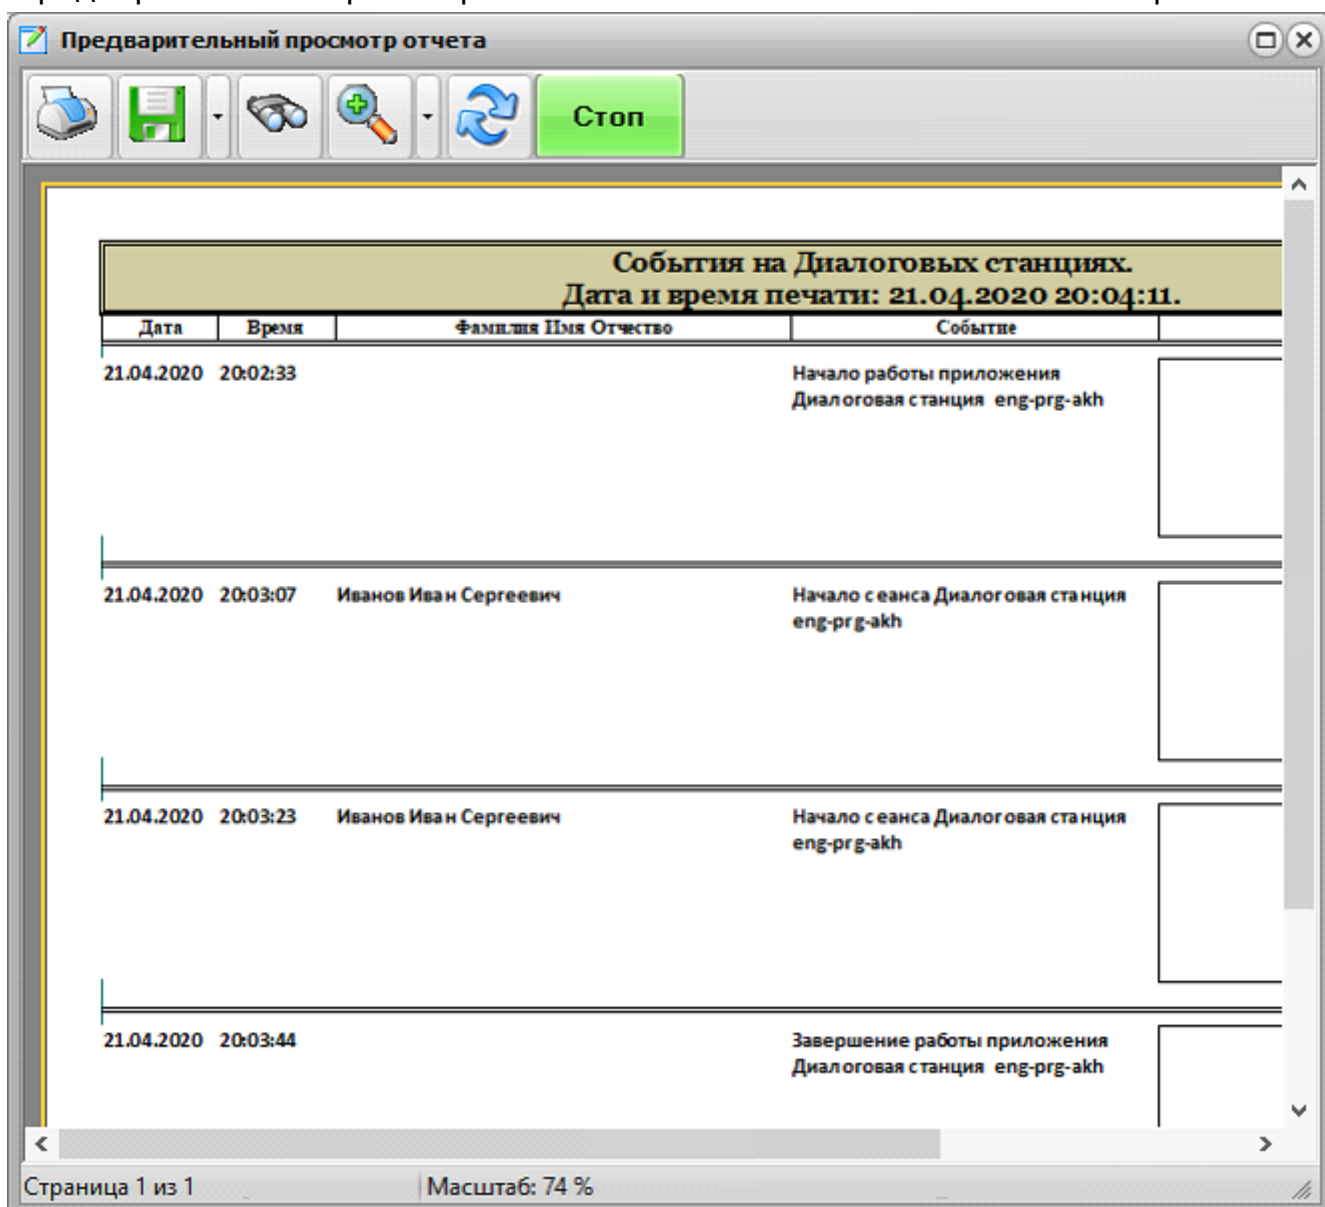 Предварительный просмотр отчета
Стоп
События на Диалоговых станциях.
Дата и время печати: 21.04.2020 20:04:11.
Дата Время Фамилия Имя Отчество Событие
21.04.2020 20:02:33 Начало работы приложения
Диалоговая станция eng-prg-akh
21.04.2020 20:03:07 Иванов Иван Сергеевич Начало сеанса Диалоговая станция
eng-prg-akh
21.04.2020 20:03:23 Иванов Иван Сергеевич Начало сеанса Диалоговая станция
eng-prg-akh
21.04.2020 20:03:44 Завершение работы приложения
Диалоговая станция eng-prg-akh
Страница 1 из 1 Масштаб: 74 %